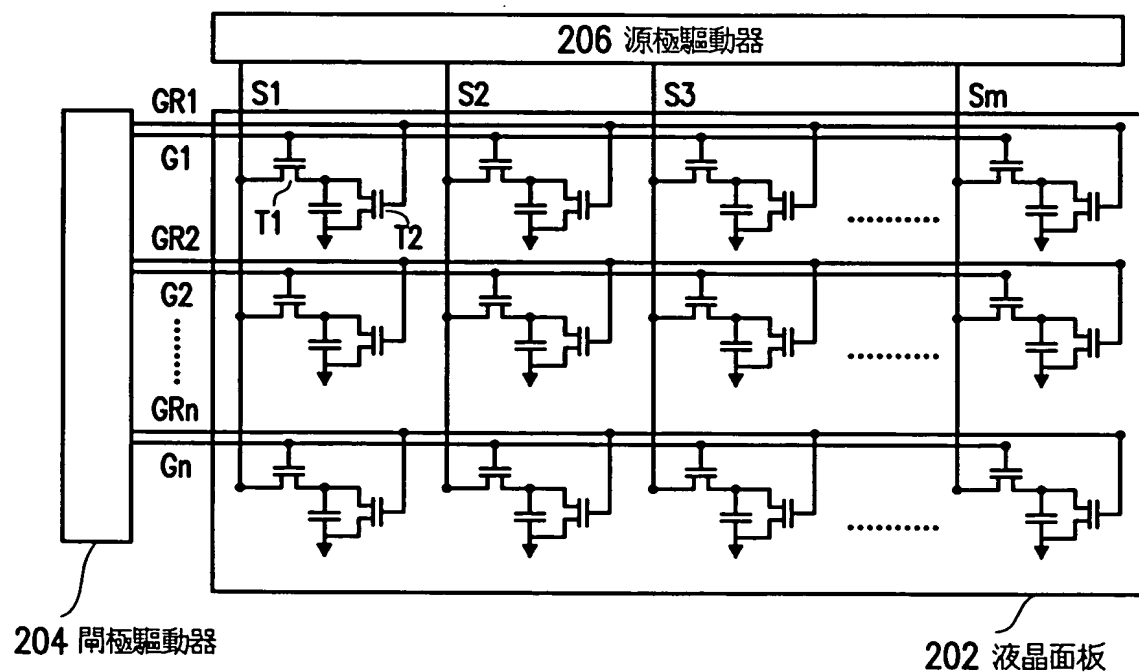 206 源極驅動器
S1 S2 S3 Sm
GR1
G1
T1
T2
GR2
G2
GRn
Gn
204 閘極驅動器
202 液晶面板